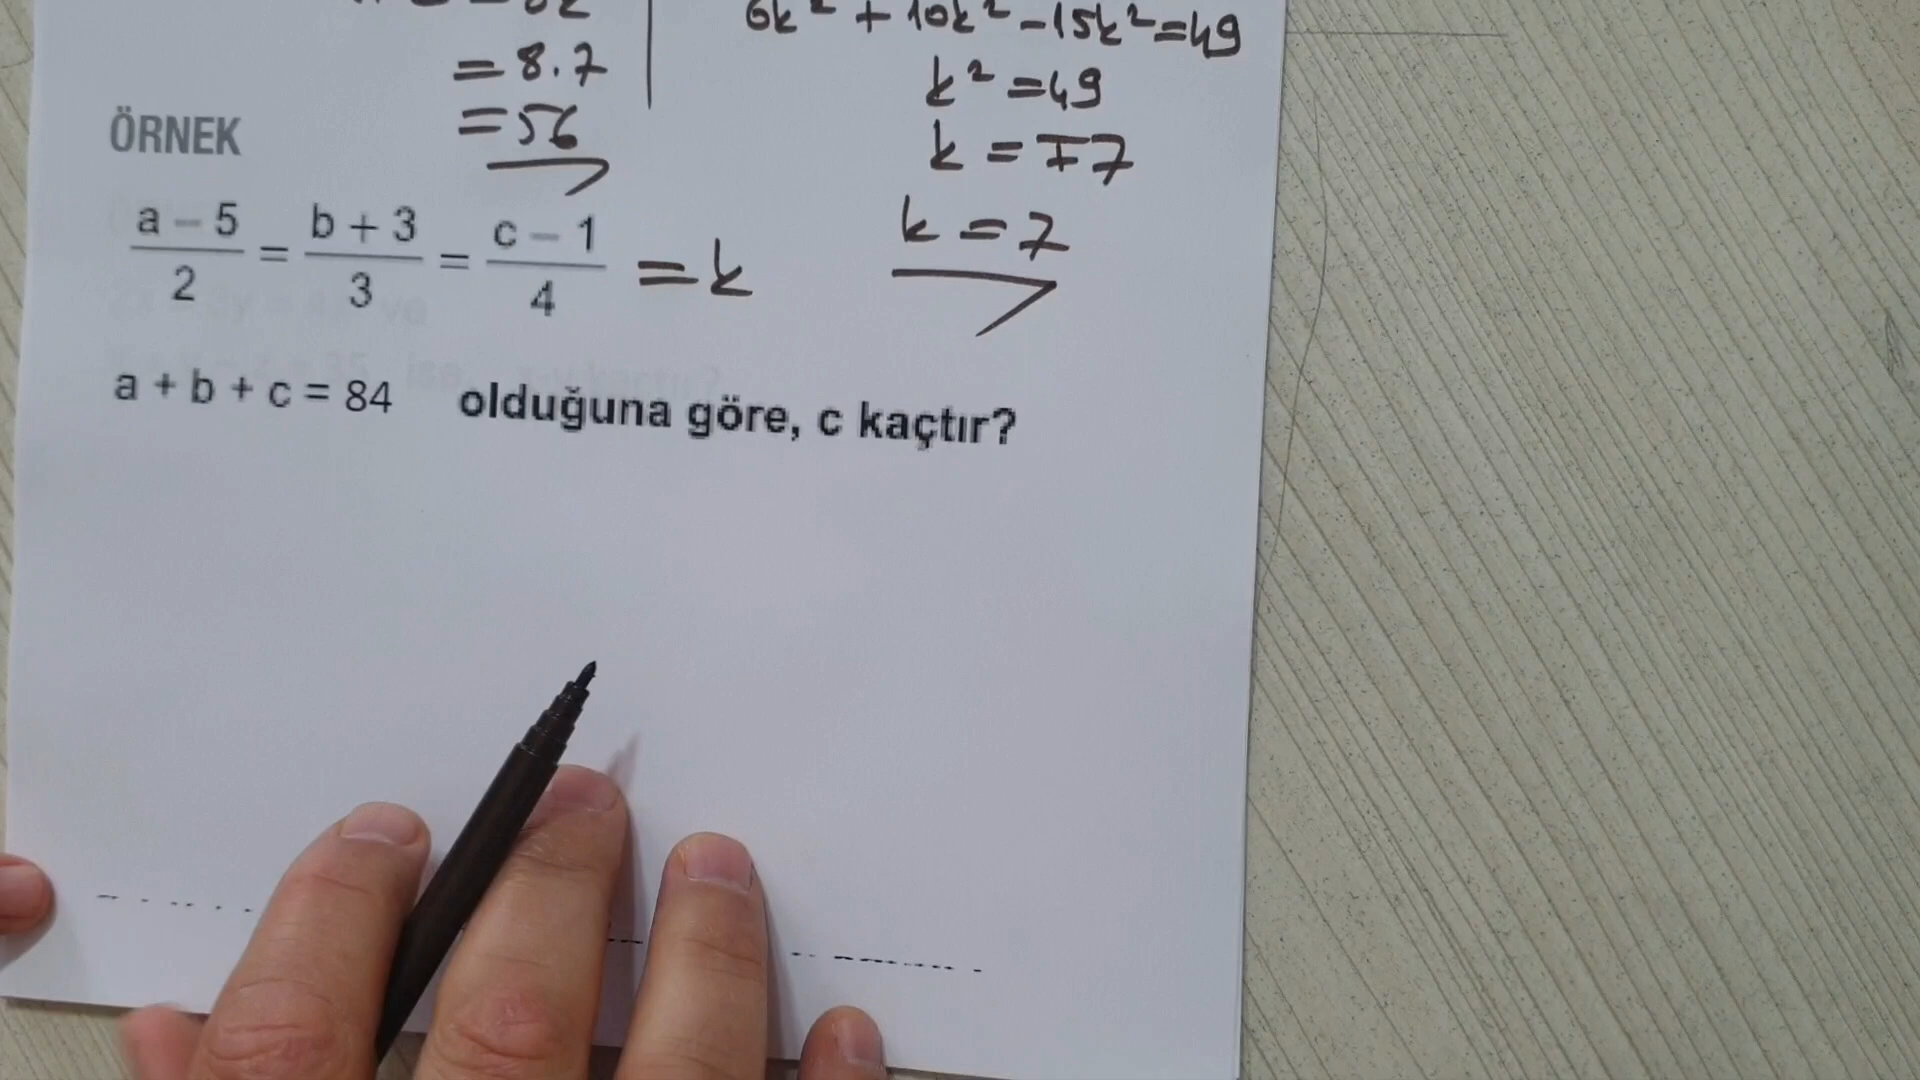 = 8.7
= 56
6k² + 10k² - 15k² = 49
k² = 49
k = ∓7
k = 7
ÖRNEK
a - 5 / 2 = b + 3 / 3 = c - 1 / 4 = k
a + b + c = 84 olduğuna göre, c kaçtır?